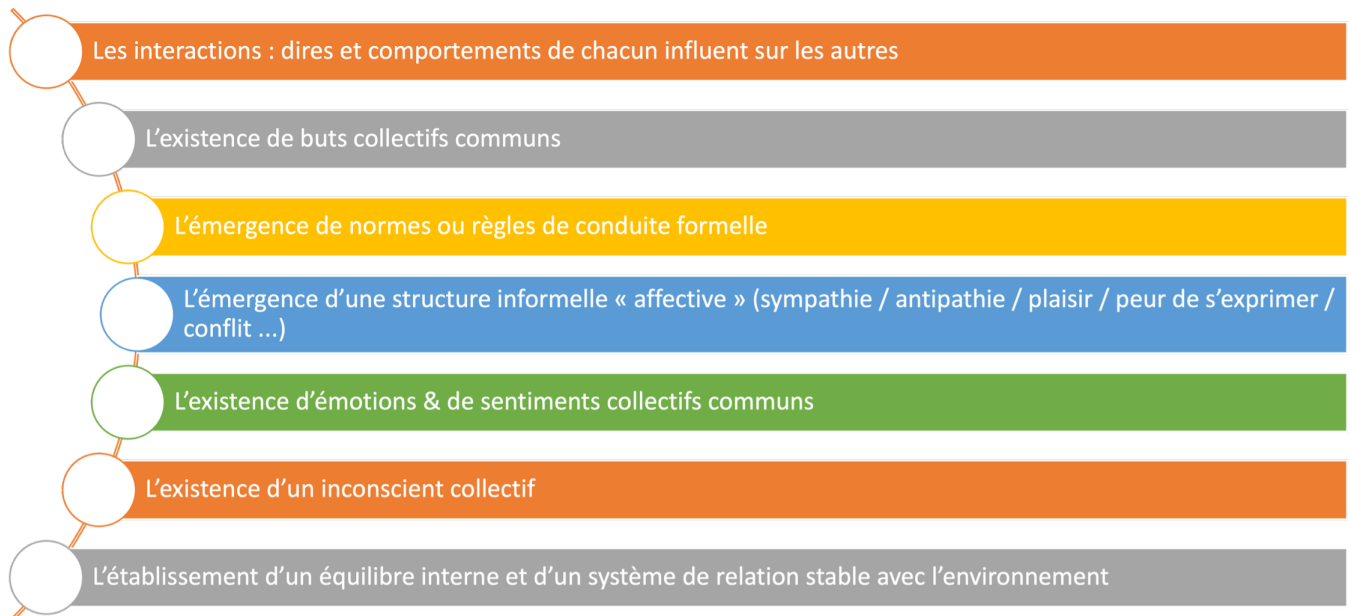 Les interactions : dires et comportements de chacun influent sur les autres
L’existence de buts collectifs communs
L’émergence de normes ou règles de conduite formelle
L’émergence d’une structure informelle « affective » (sympathie / antipathie / plaisir / peur de s’exprimer /
conflit ...)
L’existence d’émotions & de sentiments collectifs communs
L’existence d’un inconscient collectif
L’établissement d’un équilibre interne et d’un système de relation stable avec l’environnement